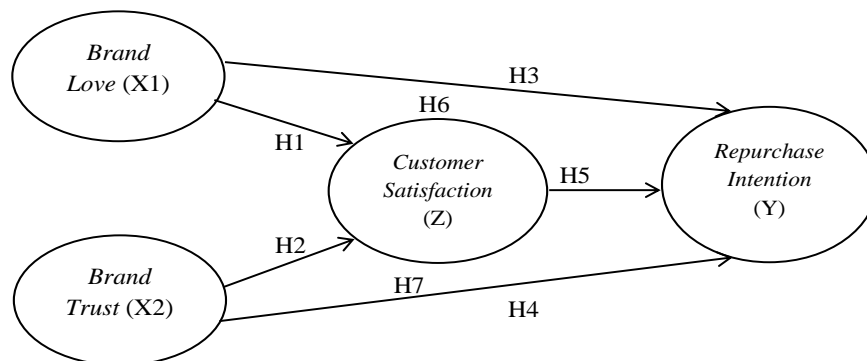 Brand
Love (X1)
H3
H6
H1
Customer
Satisfaction
(Z)
H5
Repurchase
Intention
(Y)
H2
Brand
Trust (X2)
H7
H4